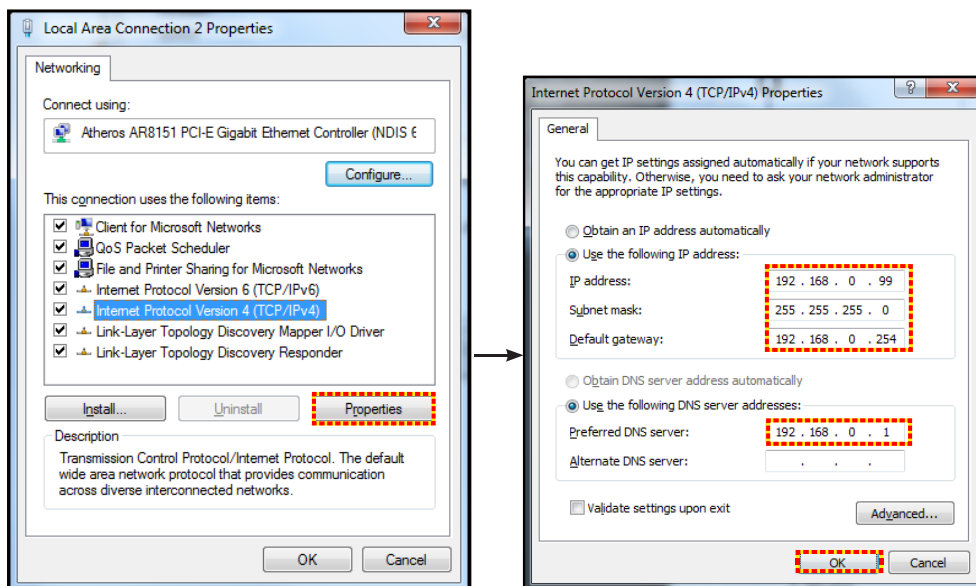 Local Area Connection 2 Properties
Networking
Connect using:
Atheros AR8151 PCI-E Gigabit Ethernet Controller (NDIS 6
Configure...
This connection uses the following items:
Client for Microsoft Networks
QoS Packet Scheduler
File and Printer Sharing for Microsoft Networks
Internet Protocol Version 6 (TCP/IPv6)
Internet Protocol Version 4 (TCP/IPv4)
Link-Layer Topology Discovery Mapper I/O Driver
Link-Layer Topology Discovery Responder
Install...
Uninstall
Properties
Description
Transmission Control Protocol/Internet Protocol. The default
wide area network protocol that provides communication
across diverse interconnected networks.
OK
Cancel
Internet Protocol Version 4 (TCP/IPv4) Properties
General
You can get IP settings assigned automatically if your network supports
this capability. Otherwise, you need to ask your network administrator
for the appropriate IP settings.
Obtain an IP address automatically
Use the following IP address:
IP address:
192 . 168 . 0 . 99
Subnet mask:
255 . 255 . 255 . 0
Default gateway:
192 . 168 . 0 . 254
Obtain DNS server address automatically
Use the following DNS server addresses:
Preferred DNS server:
192 . 168 . 0 . 1
Alternate DNS server:
. . .
Validate settings upon exit
Advanced...
OK
Cancel